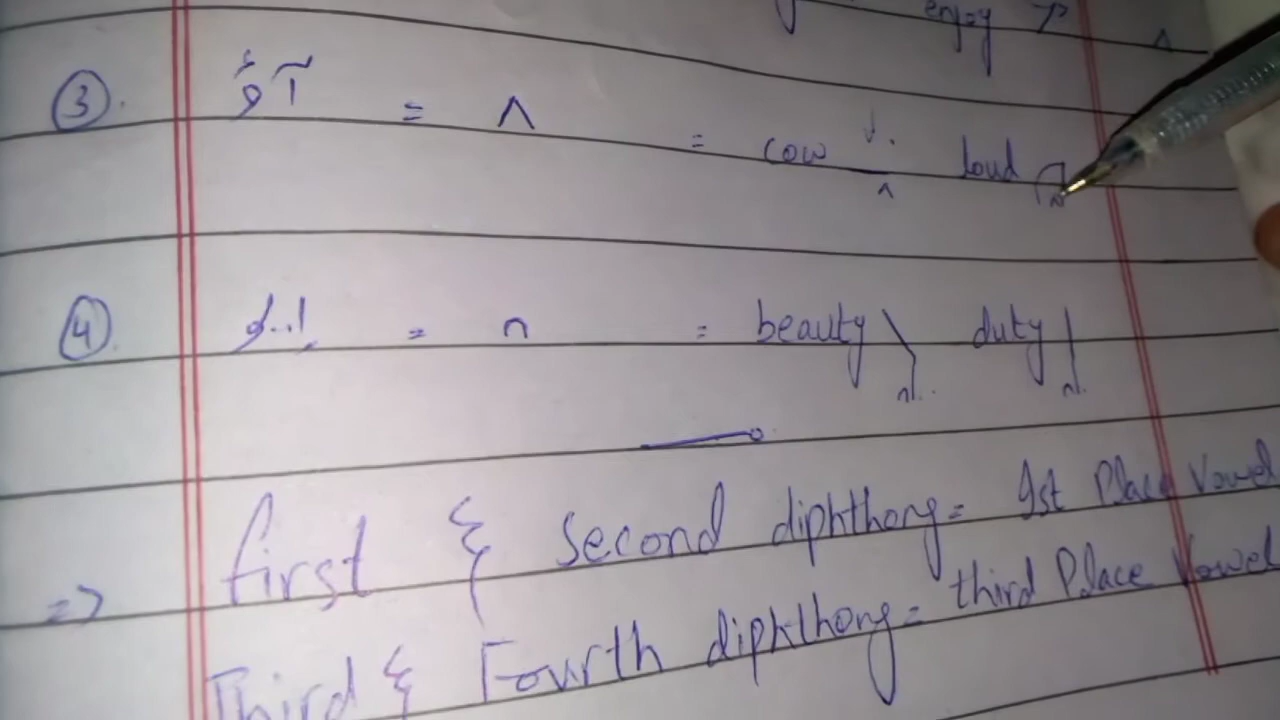 enjoy ^
3. آؤ = ^ = cow loud
4. = n = beauty duty
=> first & second diphthong = 1st Place Vowel
Third & Fourth diphthong = third Place Vowel